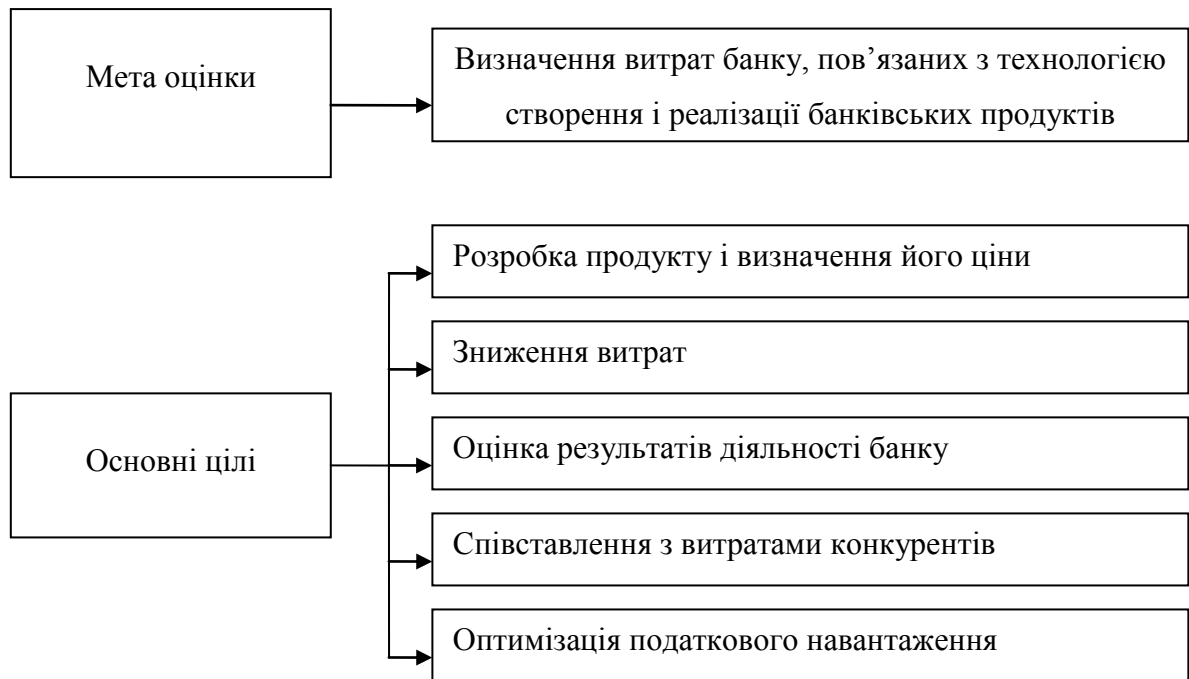 Мета оцінки
Визначення витрат банку, пов’язаних з технологією
створення і реалізації банківських продуктів
Розробка продукту і визначення його ціни
Зниження витрат
Основні цілі
Оцінка результатів діяльності банку
Співставлення з витратами конкурентів
Оптимізація податкового навантаження